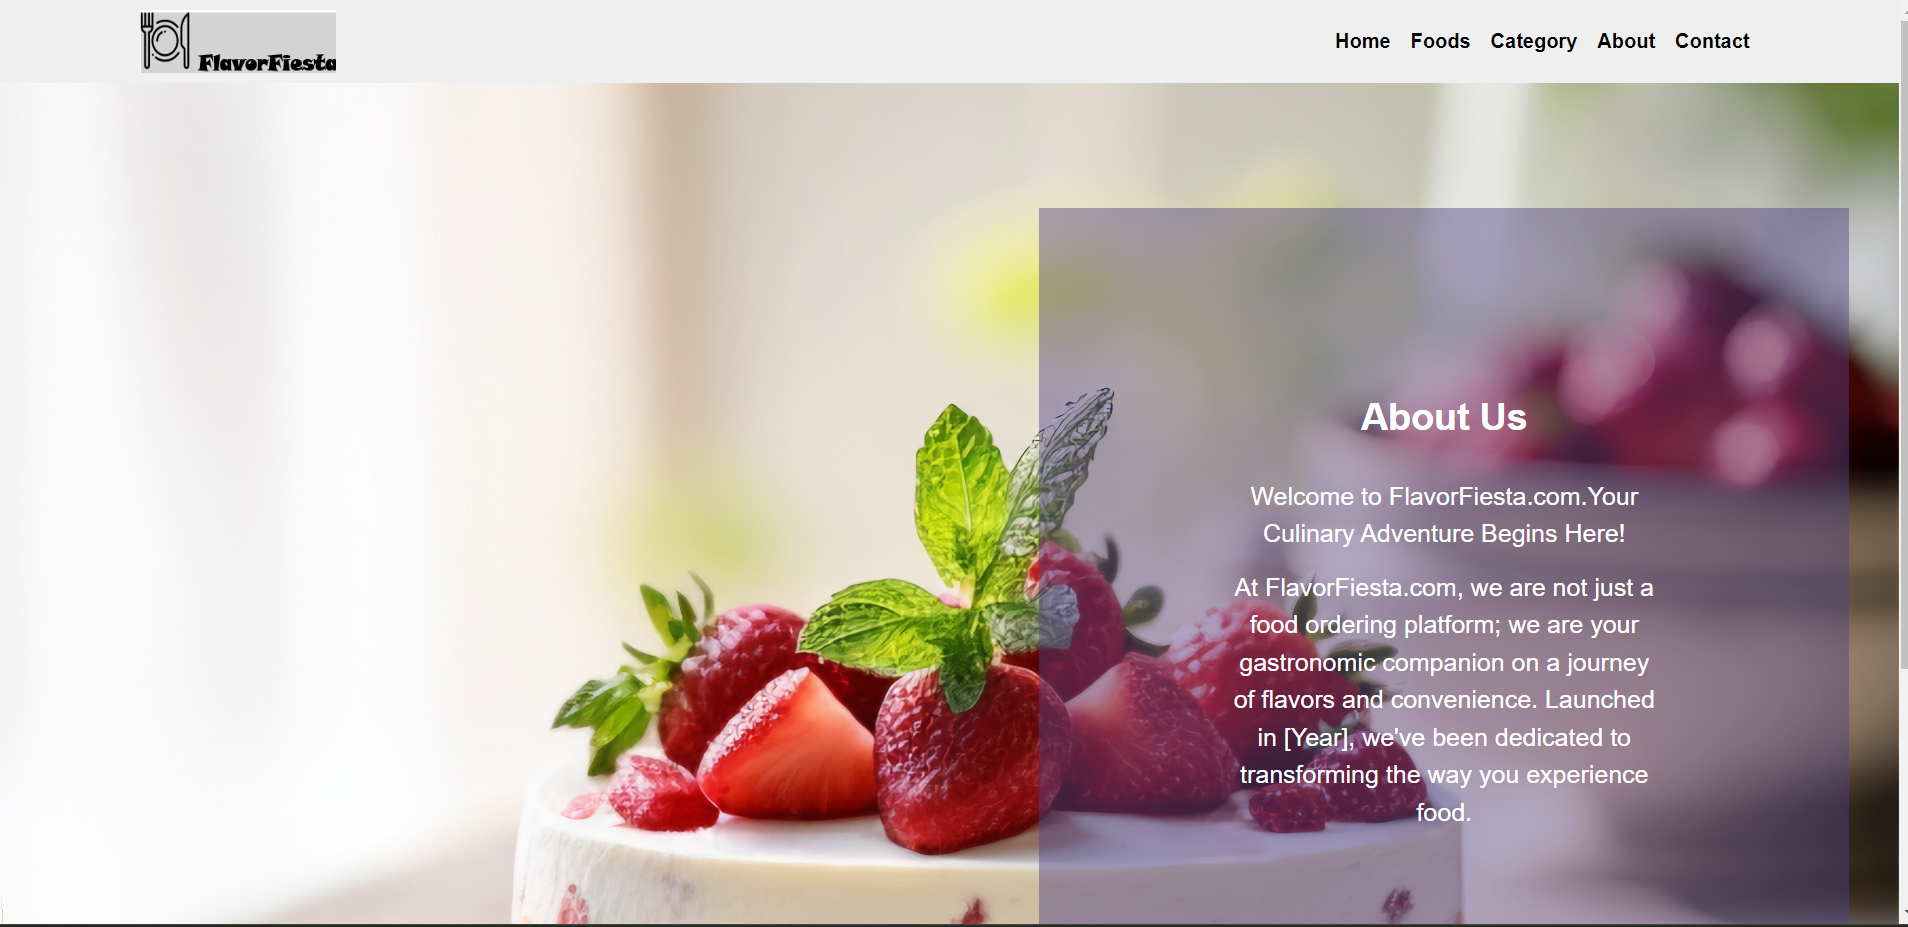 FlavorFiesta
Home Foods Category About Contact
About Us
Welcome to FlavorFiesta.com.Your
Culinary Adventure Begins Here!
At FlavorFiesta.com, we are not just a
food ordering platform; we are your
gastronomic companion on a journey
of flavors and convenience. Launched
in [Year], we've been dedicated to
transforming the way you experience
food.